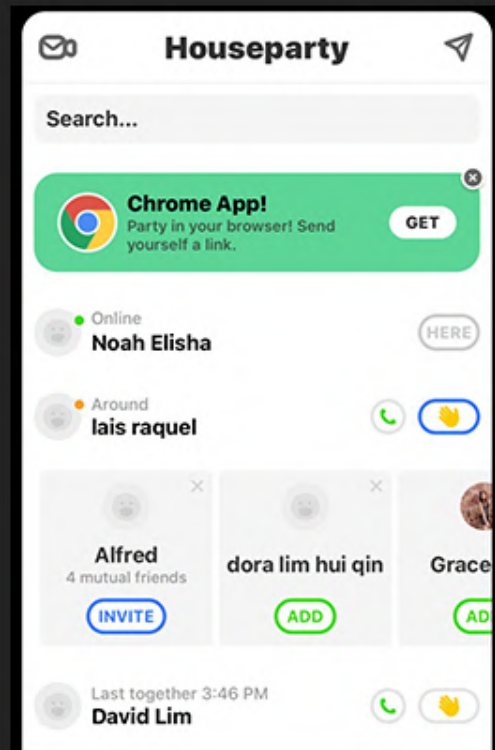 Houseparty
Search...
Chrome App!
Party in your browser! Send
yourself a link.
GET
Online
Noah Elisha
HERE
Around
lais raquel
Alfred
4 mutual friends
INVITE
dora lim hui qin
ADD
Grace
AD
Last together 3:46 PM
David Lim